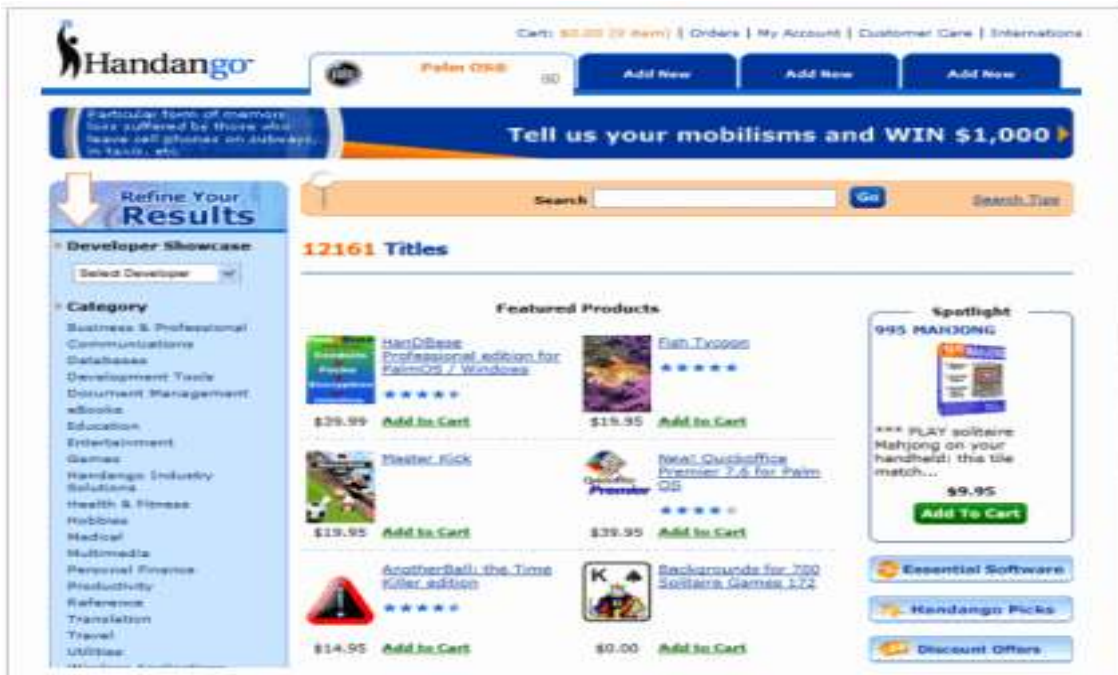 Handango
Cart: $0.00 (0 item) | Orders | My Account | Customer Care | Internationa
Palm OS®
GO
Add New
Add New
Add New
Particular form of memory
loss suffered by those who
leave cell phones on subways,
in taxis, etc.
Tell us your mobilisms and WIN $1,000
Refine Your
Results
Search
Go
Search Tips
Developer Showcase
Select Developer
12161 Titles
Category
Business & Professional
Communications
Databases
Development Tools
Document Management
eBooks
Education
Entertainment
Games
Handango Industry
Solutions
Health & Fitness
Hobbies
Medical
Multimedia
Personal Finance
Productivity
Reference
Translation
Travel
Utilities
Featured Products
HanDBase
Professional edition for
PalmOS / Windows
$39.99 Add to Cart
Fish Tycoon
$19.95 Add to Cart
Master Kick
$19.95 Add to Cart
Quickoffice
Premier
New! Quickoffice
Premier 7.6 for Palm
OS
$39.95 Add to Cart
AnotherBall: the Time
Killer edition
$14.95 Add to Cart
K
Backgrounds for 700
Solitaire Games 172
$0.00 Add to Cart
Spotlight
995 MAHJONG
*** PLAY solitaire
Mahjong on your
handheld: this tile
match...
$9.95
Add To Cart
Essential Software
Handango Picks
Discount Offers